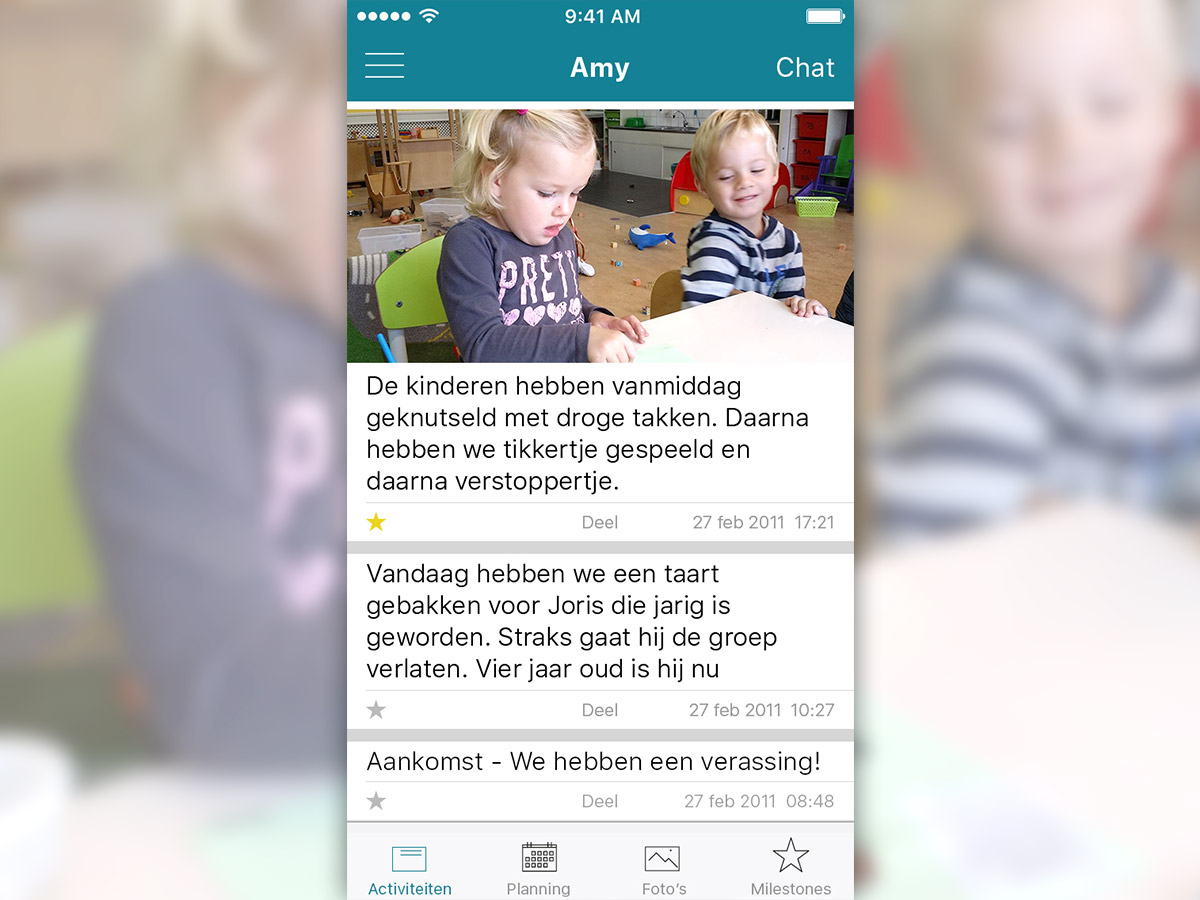 9:41 AM
Amy
Chat
PRETT
De kinderen hebben vanmiddag
geknutseld met droge takken. Daarna
hebben we tikkertje gespeeld en
daarna verstoppertje.
Deel
27 feb 2011 17:21
Vandaag hebben we een taart
gebakken voor Joris die jarig is
geworden. Straks gaat hij de groep
verlaten. Vier jaar oud is hij nu
Deel
27 feb 2011 10:27
Aankomst - We hebben een verassing!
Deel
27 feb 2011 08:48
Activiteiten
Planning
Foto's
Milestones